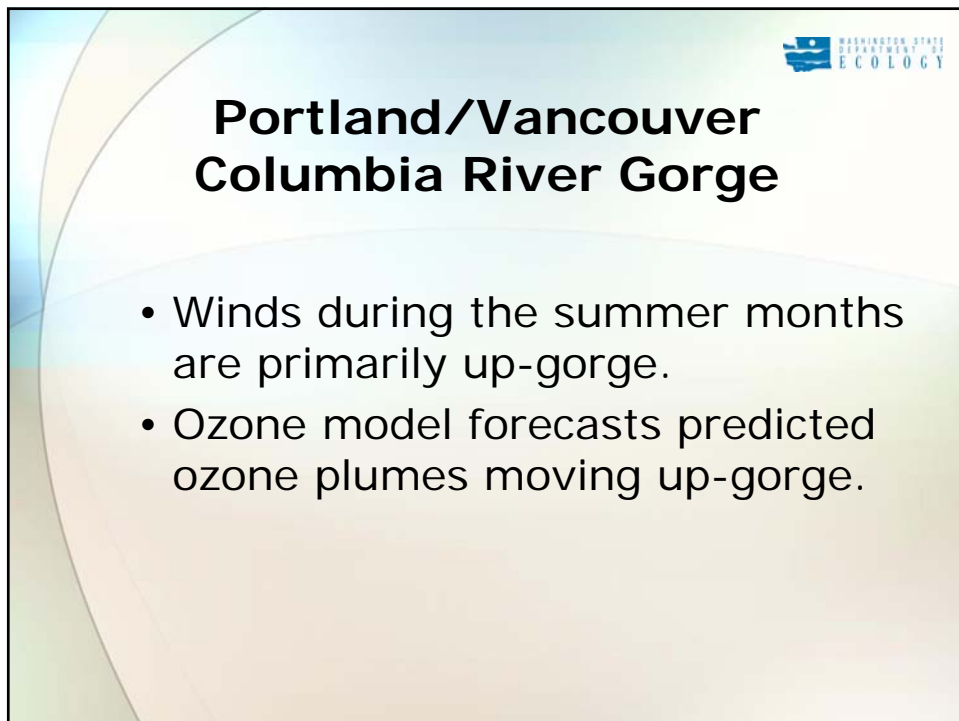 WASHINGTON STATE
DEPARTMENT OF
ECOLOGY
Portland/Vancouver
Columbia River Gorge
• Winds during the summer months
are primarily up-gorge.
• Ozone model forecasts predicted
ozone plumes moving up-gorge.